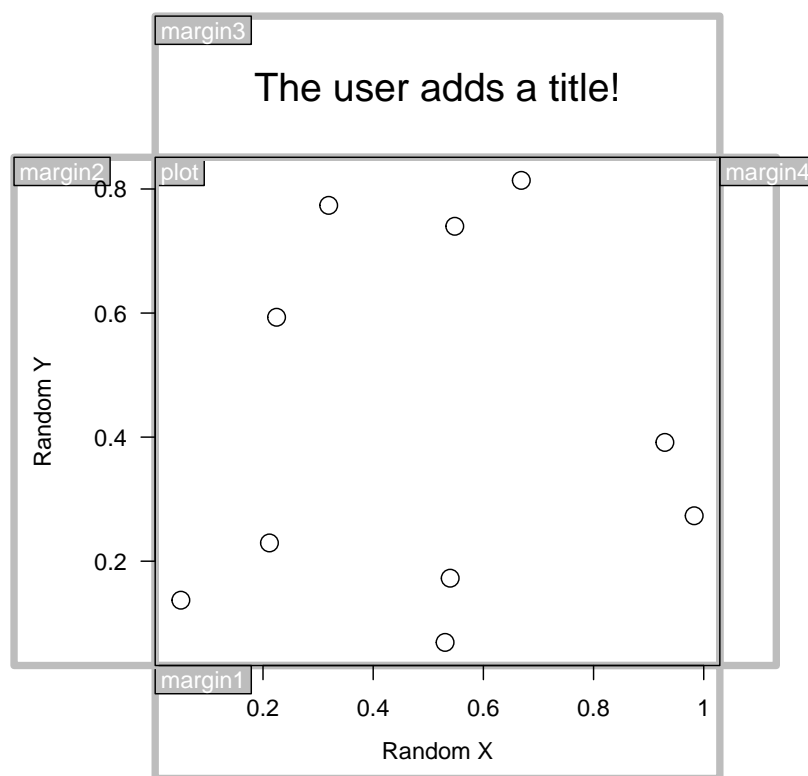 margin3
The user adds a title!
margin2
plot
margin4
0.8
0.6
0.4
0.2
Random Y
margin1
0.2 0.4 0.6 0.8 1
Random X